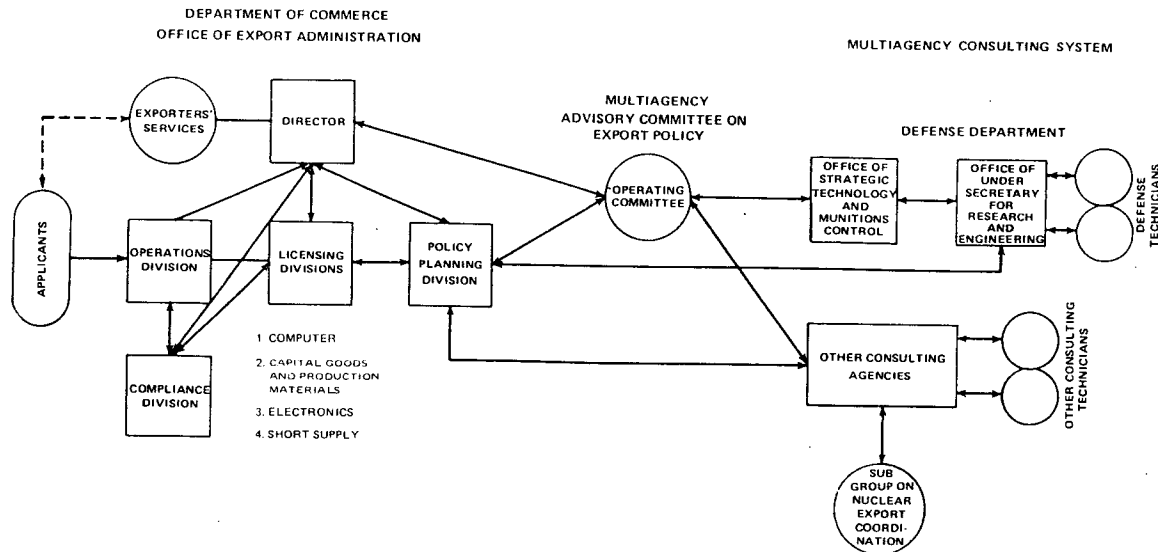 DEPARTMENT OF COMMERCE
OFFICE OF EXPORT ADMINISTRATION
MULTIAGENCY CONSULTING SYSTEM
EXPORTERS'
SERVICES
DIRECTOR
MULTIAGENCY
ADVISORY COMMITTEE ON
EXPORT POLICY
DEFENSE DEPARTMENT
APPLICANTS
OPERATIONS
DIVISION
LICENSING
DIVISIONS
POLICY
PLANNING
DIVISION
OPERATING
COMMITTEE
OFFICE OF
STRATEGIC
TECHNOLOGY
AND
MUNITIONS
CONTROL
OFFICE OF
UNDER
SECRETARY
FOR
RESEARCH
AND
ENGINEERING
DEFENSE
TECHNICIANS
COMPLIANCE
DIVISION
1 COMPUTER
2. CAPITAL GOODS
AND PRODUCTION
MATERIALS
3. ELECTRONICS
4. SHORT SUPPLY
OTHER CONSULTING
AGENCIES
OTHER CONSULTING
TECHNICIANS
SUB
GROUP ON
NUCLEAR
EXPORT
COORDI-
NATION